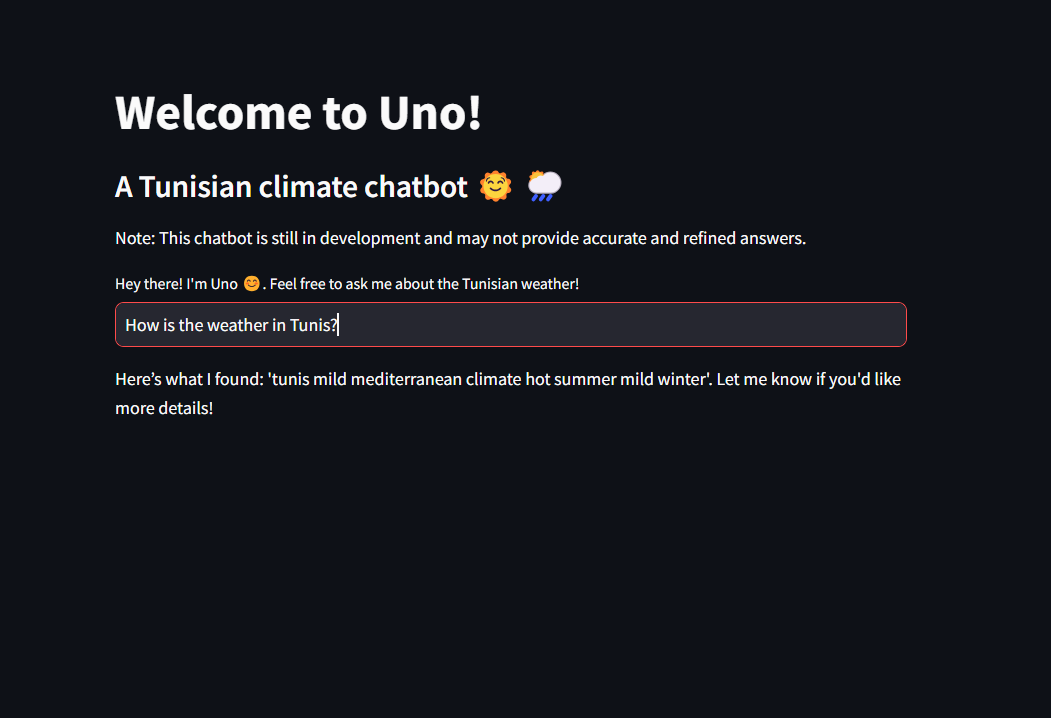 Welcome to Uno!
A Tunisian climate chatbot 🌞 🌦️
Note: This chatbot is still in development and may not provide accurate and refined answers.
Hey there! I'm Uno 😊. Feel free to ask me about the Tunisian weather!
How is the weather in Tunis?
Here’s what I found: 'tunis mild mediterranean climate hot summer mild winter'. Let me know if you'd like
more details!